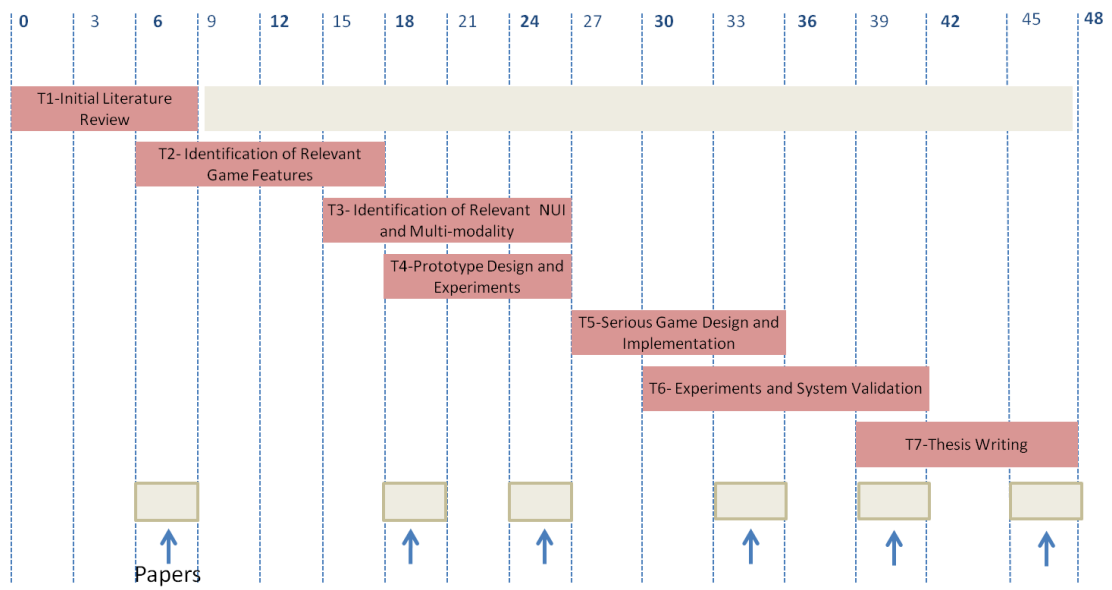 0 3 6 9 12 15 18 21 24 27 30 33 36 39 42 45 48
T1-Initial Literature
Review
T2- Identification of Relevant
Game Features
T3- Identification of Relevant NUI
and Multi-modality
T4-Prototype Design and
Experiments
T5-Serious Game Design and
Implementation
T6- Experiments and System Validation
T7-Thesis Writing
Papers